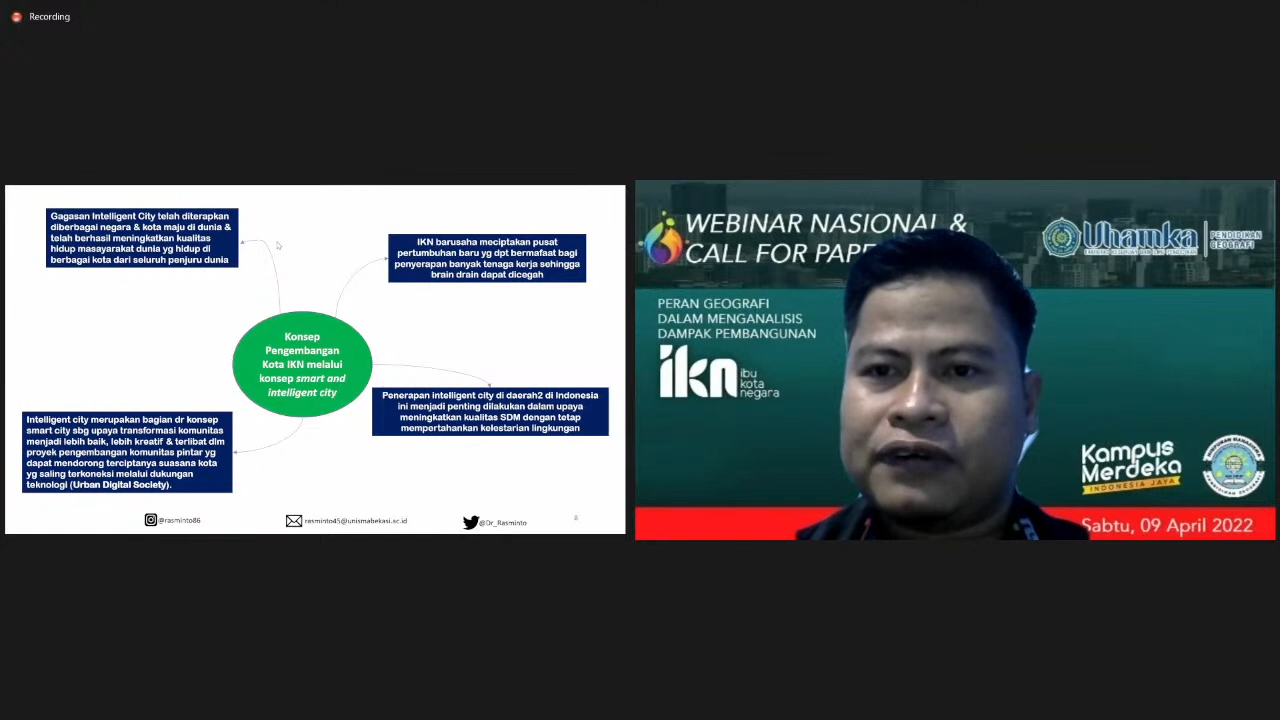 Recording
Gagasan Intelligent City telah diterapkan
diberbagai negara & kota maju di dunia &
telah berhasil meningkatkan kualitas
hidup masayarakat dunia yg hidup di
berbagai kota dari seluruh penjuru dunia
IKN barusaha meciptakan pusat
pertumbuhan baru yg dpt bermafaat bagi
penyerapan banyak tenaga kerja sehingga
brain drain dapat dicegah
Konsep
Pengembangan
Kota IKN melalui
konsep smart and
intelligent city
Penerapan intelligent city di daerah2 di Indonesia
ini menjadi penting dilakukan dalam upaya
meningkatkan kualitas SDM dengan tetap
mempertahankan kelestarian lingkungan
Intelligent city merupakan bagian dr konsep
smart city sbg upaya transformasi komunitas
menjadi lebih baik, lebih kreatif & terlibat dlm
proyek pengembangan komunitas pintar yg
dapat mendorong terciptanya suasana kota
yg saling terkoneksi melalui dukungan
teknologi (Urban Digital Society).
@rasminto86
rasminto45@unismabekasi.ac.id
@Dr_Rasminto
8
WEBINAR NASIONAL &
CALL FOR PAPE
Uhamka
PENDIDIKAN
GEOGRAFI
PERAN GEOGRAFI
DALAM MENGANALISIS
DAMPAK PEMBANGUNAN
ikn
ibu
kota
negara
Kampus
Merdeka
INDONESIA JAYA
Sabtu, 09 April 2022